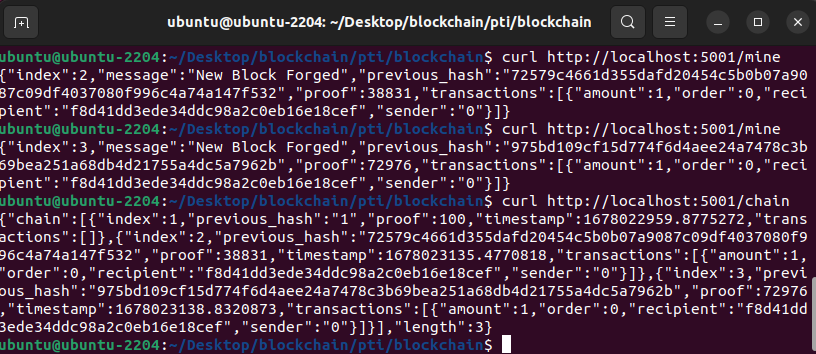 ubuntu@ubuntu-2204: ~/Desktop/blockchain/pti/blockchain
ubuntu@ubuntu-2204:~/Desktop/blockchain/pti/blockchain$ curl http://localhost:5001/mine
{"index":2,"message":"New Block Forged","previous_hash":"72579c4661d355dafd20454c5b0b07a90
87c09df4037080f996c4a74a147f532","proof":38831,"transactions":[{"amount":1,"order":0,"reci
pient":"f8d41dd3ede34ddc98a2c0eb16e18cef","sender":"0"}]}
ubuntu@ubuntu-2204:~/Desktop/blockchain/pti/blockchain$ curl http://localhost:5001/mine
{"index":3,"message":"New Block Forged","previous_hash":"975bd109cf15d774f6d4aee24a7478c3b
69bea251a68db4d21755a4dc5a7962b","proof":72976,"transactions":[{"amount":1,"order":0,"reci
pient":"f8d41dd3ede34ddc98a2c0eb16e18cef","sender":"0"}]}
ubuntu@ubuntu-2204:~/Desktop/blockchain/pti/blockchain$ curl http://localhost:5001/chain
{"chain":[{"index":1,"previous_hash":"1","proof":100,"timestamp":1678022959.8775272,"trans
actions":[]},{"index":2,"previous_hash":"72579c4661d355dafd20454c5b0b07a9087c09df4037080f9
96c4a74a147f532","proof":38831,"timestamp":1678023135.4770818,"transactions":[{"amount":1,
"order":0,"recipient":"f8d41dd3ede34ddc98a2c0eb16e18cef","sender":"0"}]},{"index":3,"previ
ous_hash":"975bd109cf15d774f6d4aee24a7478c3b69bea251a68db4d21755a4dc5a7962b","proof":72976
,"timestamp":1678023138.8320873,"transactions":[{"amount":1,"order":0,"recipient":"f8d41dd
3ede34ddc98a2c0eb16e18cef","sender":"0"}]}],"length":3}
ubuntu@ubuntu-2204:~/Desktop/blockchain/pti/blockchain$